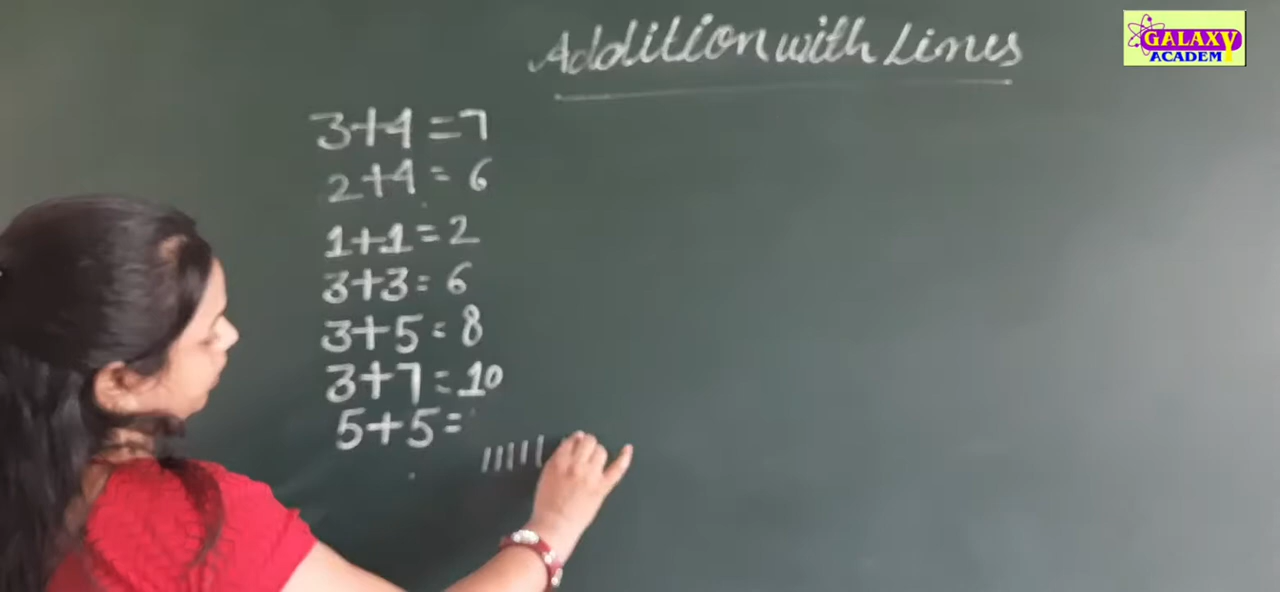 Addition with Lines
GALAXY
ACADEMY
3+4=7
2+4=6
1+1=2
3+3=6
3+5=8
3+7=10
5+5=